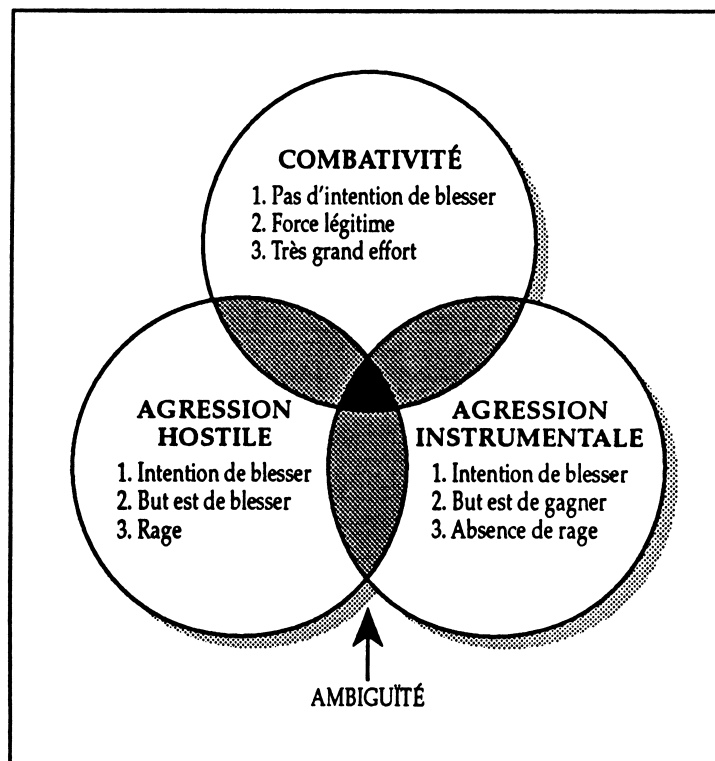 COMBATIVITÉ
1. Pas d'intention de blesser
2. Force légitime
3. Très grand effort
AGRESSION
HOSTILE
1. Intention de blesser
2. But est de blesser
3. Rage
AGRESSION
INSTRUMENTALE
1. Intention de blesser
2. But est de gagner
3. Absence de rage
AMBIGUÏTÉ